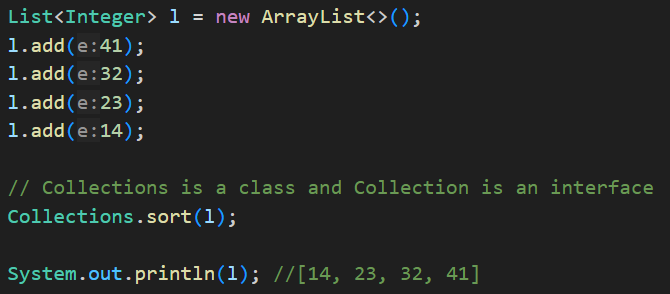 List<Integer> l = new ArrayList<>();
l.add(e:41);
l.add(e:32);
l.add(e:23);
l.add(e:14);
// Collections is a class and Collection is an interface
Collections.sort(l);
System.out.println(l); //[14, 23, 32, 41]